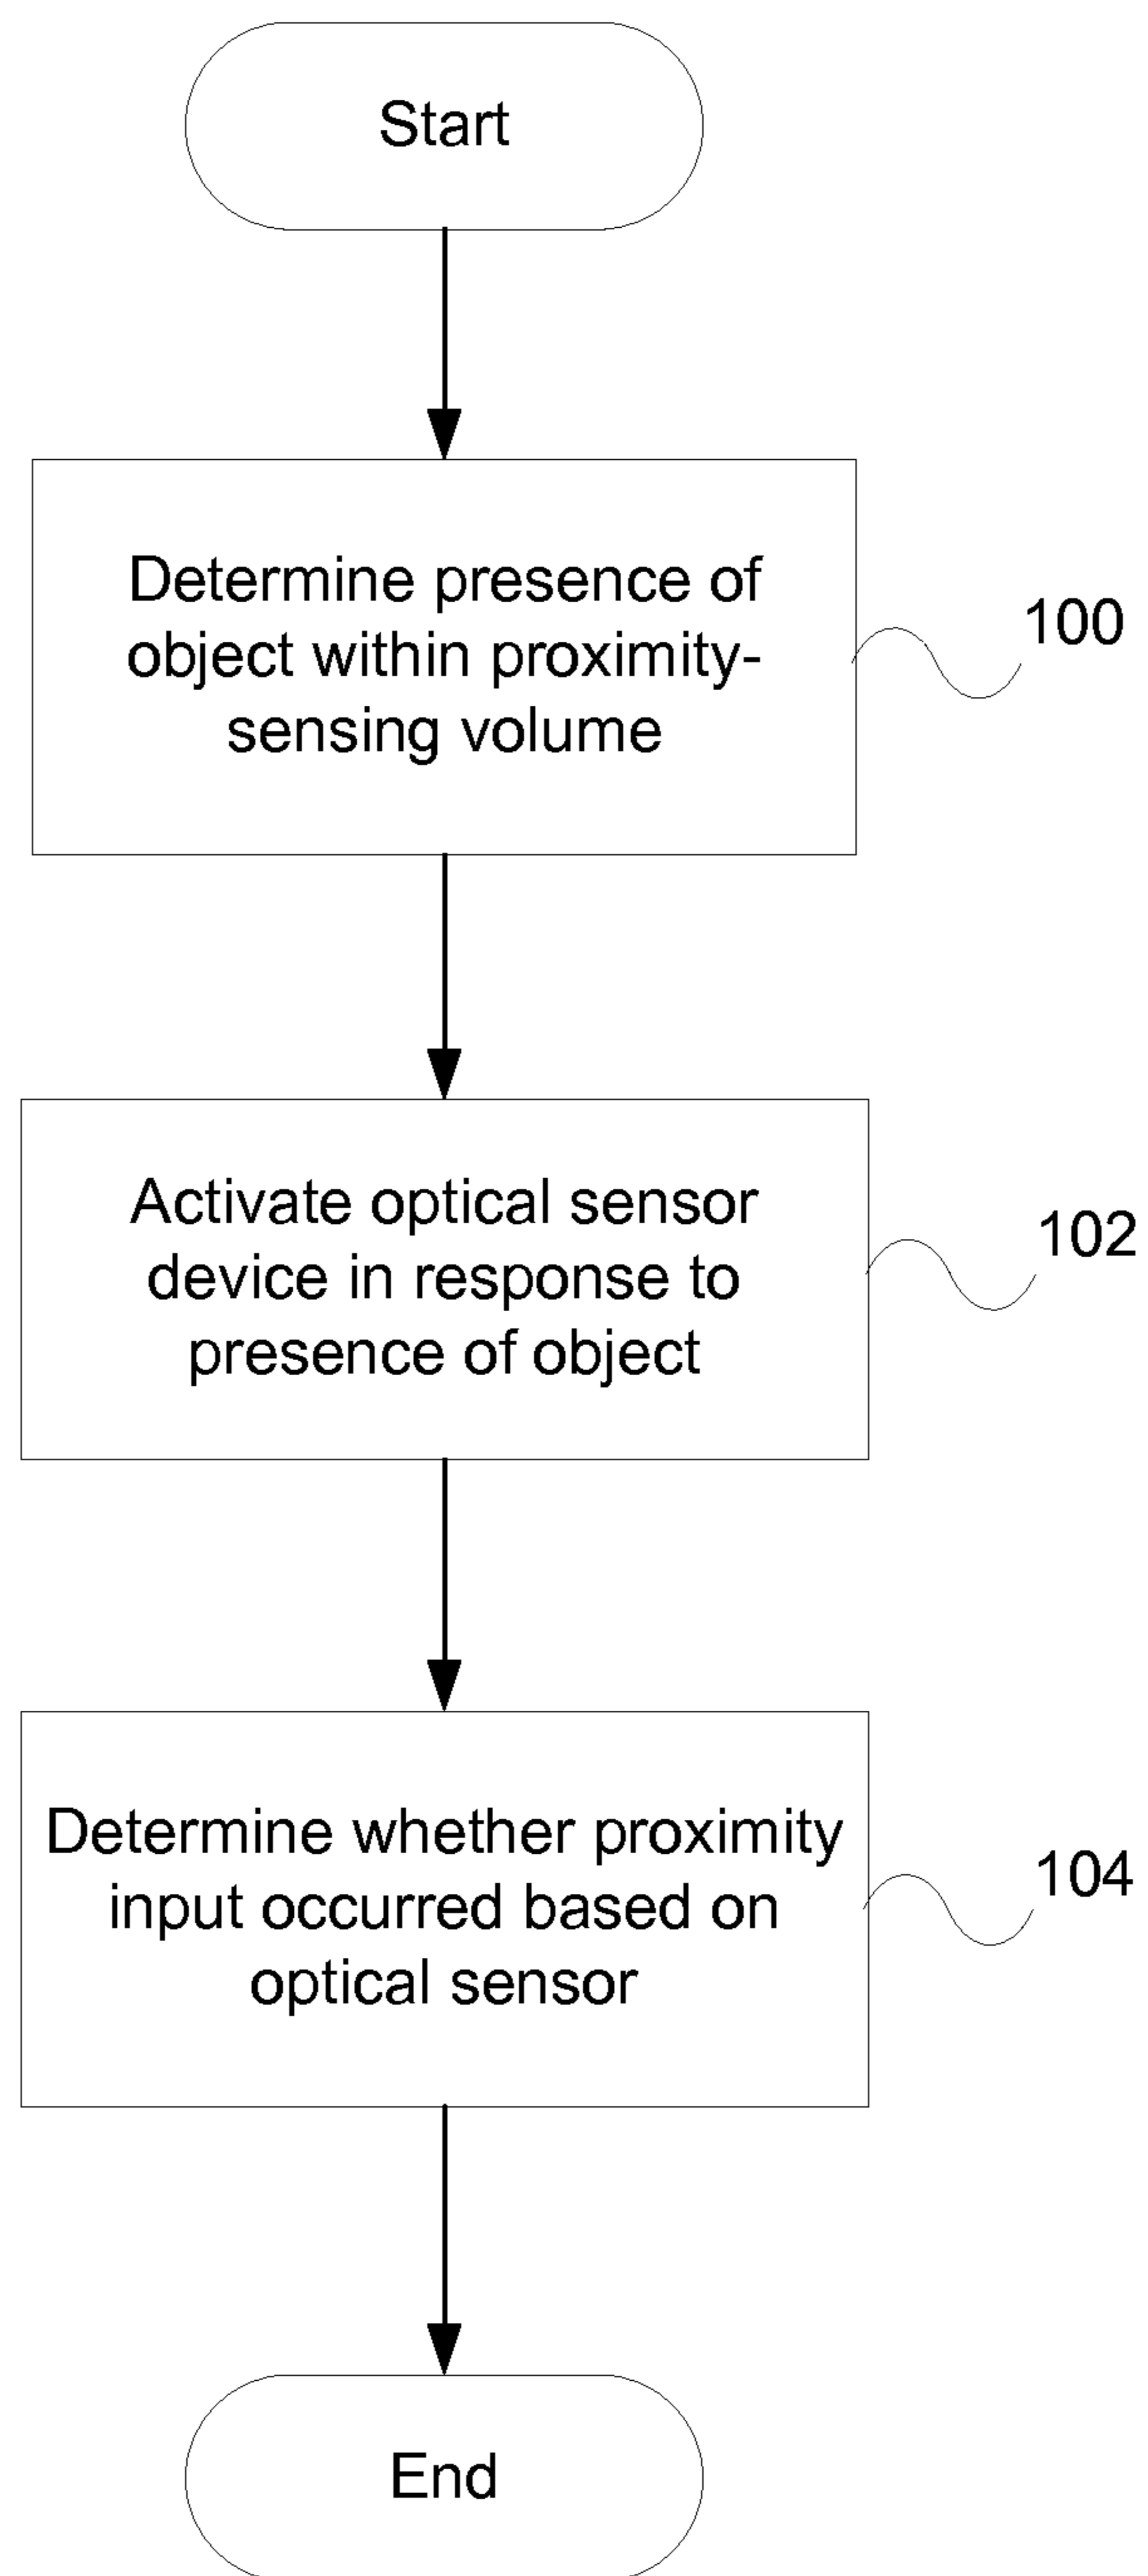 Start
Determine presence of
object within proximity-
sensing volume
100
Activate optical sensor
device in response to
presence of object
102
Determine whether proximity
input occurred based on
optical sensor
104
End